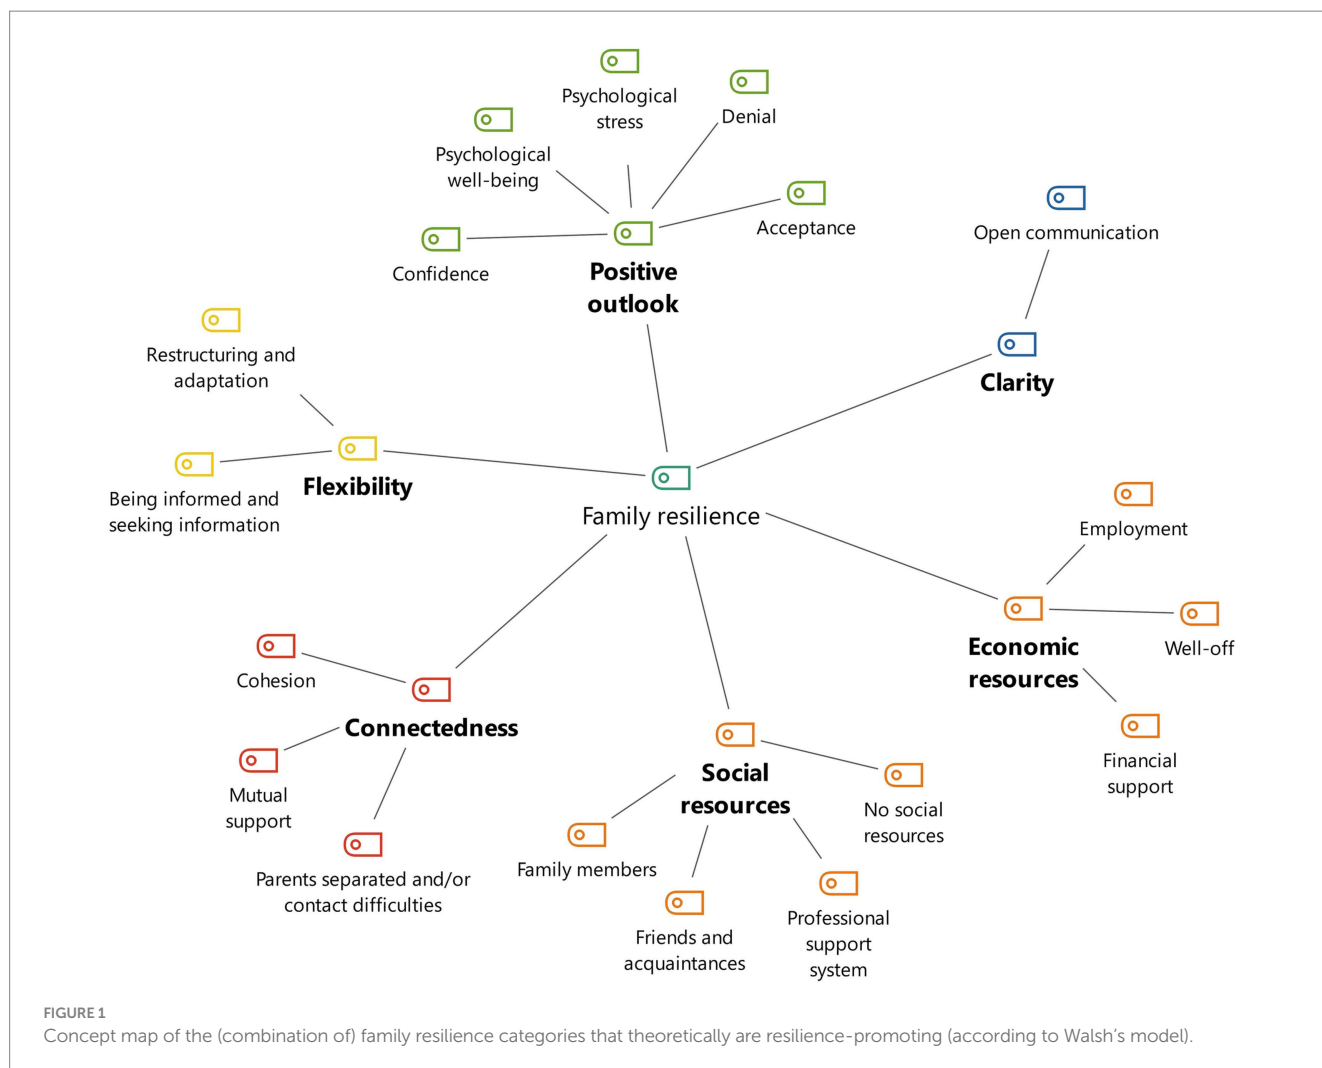 Psychological
stress
Denial
Psychological
well-being
Acceptance
Confidence
Positive
outlook
Open communication
Clarity
Restructuring and
adaptation
Being informed and
seeking information
Flexibility
Family resilience
Employment
Economic
resources
Well-off
Financial
support
Cohesion
Connectedness
Mutual
support
Parents separated and/or
contact difficulties
Social
resources
No social
resources
Family members
Friends and
acquaintances
Professional
support
system
FIGURE 1
Concept map of the (combination of) family resilience categories that theoretically are resilience-promoting (according to Walsh's model).